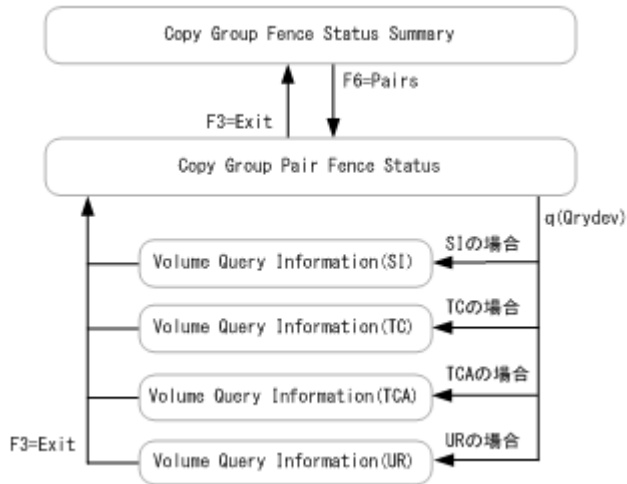 Copy Group Fence Status Summary
F6=Pairs
F3=Exit
Copy Group Pair Fence Status
q(Qrydev)
SIの場合
Volume Query Information(SI)
TCの場合
Volume Query Information(TC)
TCAの場合
Volume Query Information(TCA)
URの場合
F3=Exit
Volume Query Information(UR)